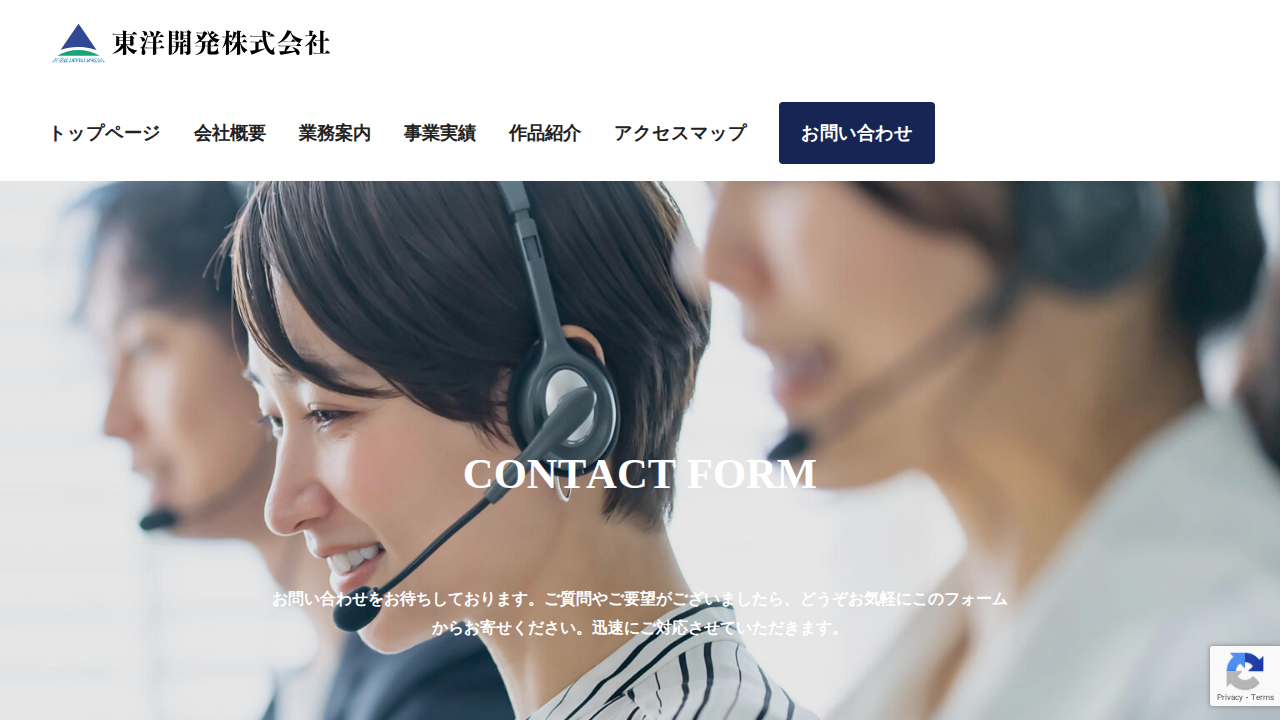 東洋開発株式会社
トップページ 会社概要 業務案内 事業実績 作品紹介 アクセスマップ お問い合わせ
CONTACT FORM
お問い合わせをお待ちしております。ご質問やご要望がございましたら、どうぞお気軽にこのフォーム
からお寄せください。迅速にご対応させていただきます。
Privacy - Terms